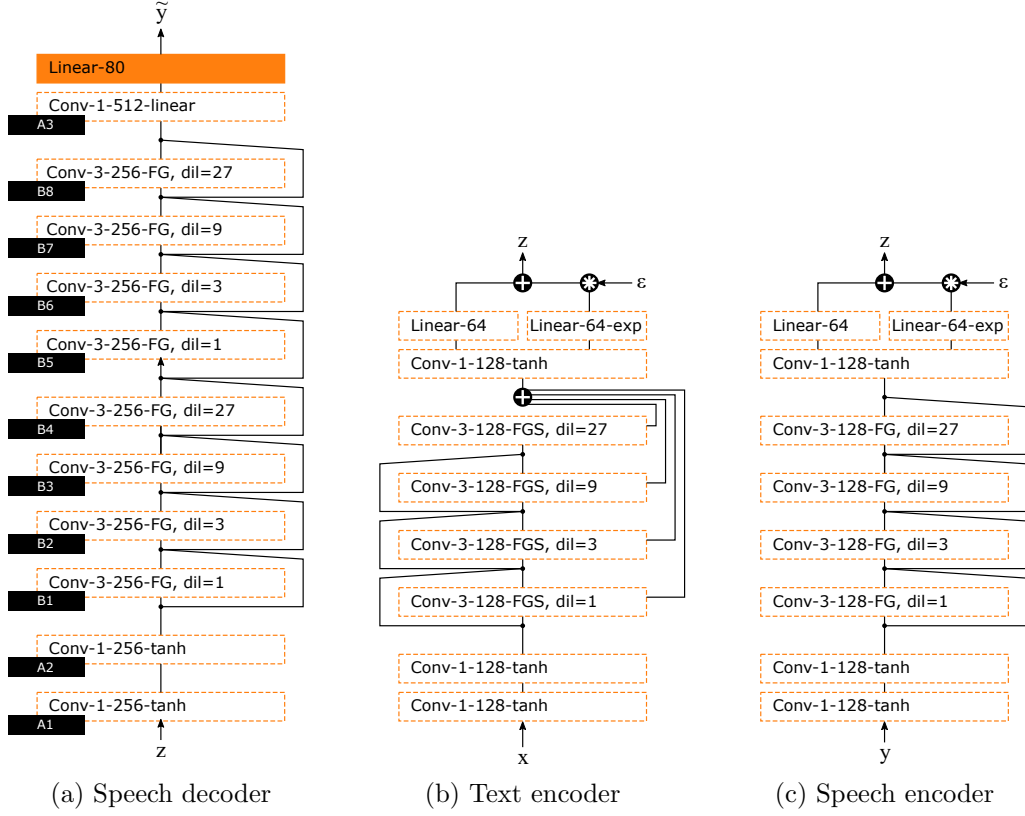 ỹ
Linear-80
Conv-1-512-linear
A3
Conv-3-256-FG, dil=27
B8
Conv-3-256-FG, dil=9
B7
Conv-3-256-FG, dil=3
B6
Conv-3-256-FG, dil=1
B5
Conv-3-256-FG, dil=27
B4
Conv-3-256-FG, dil=9
B3
Conv-3-256-FG, dil=3
B2
Conv-3-256-FG, dil=1
B1
Conv-1-256-tanh
A2
Conv-1-256-tanh
A1
z
(a) Speech decoder
z
ε
Linear-64
Linear-64-exp
Conv-1-128-tanh
Conv-3-128-FGS, dil=27
Conv-3-128-FGS, dil=9
Conv-3-128-FGS, dil=3
Conv-3-128-FGS, dil=1
Conv-1-128-tanh
Conv-1-128-tanh
x
(b) Text encoder
z
ε
Linear-64
Linear-64-exp
Conv-1-128-tanh
Conv-3-128-FG, dil=27
Conv-3-128-FG, dil=9
Conv-3-128-FG, dil=3
Conv-3-128-FG, dil=1
Conv-1-128-tanh
Conv-1-128-tanh
y
(c) Speech encoder